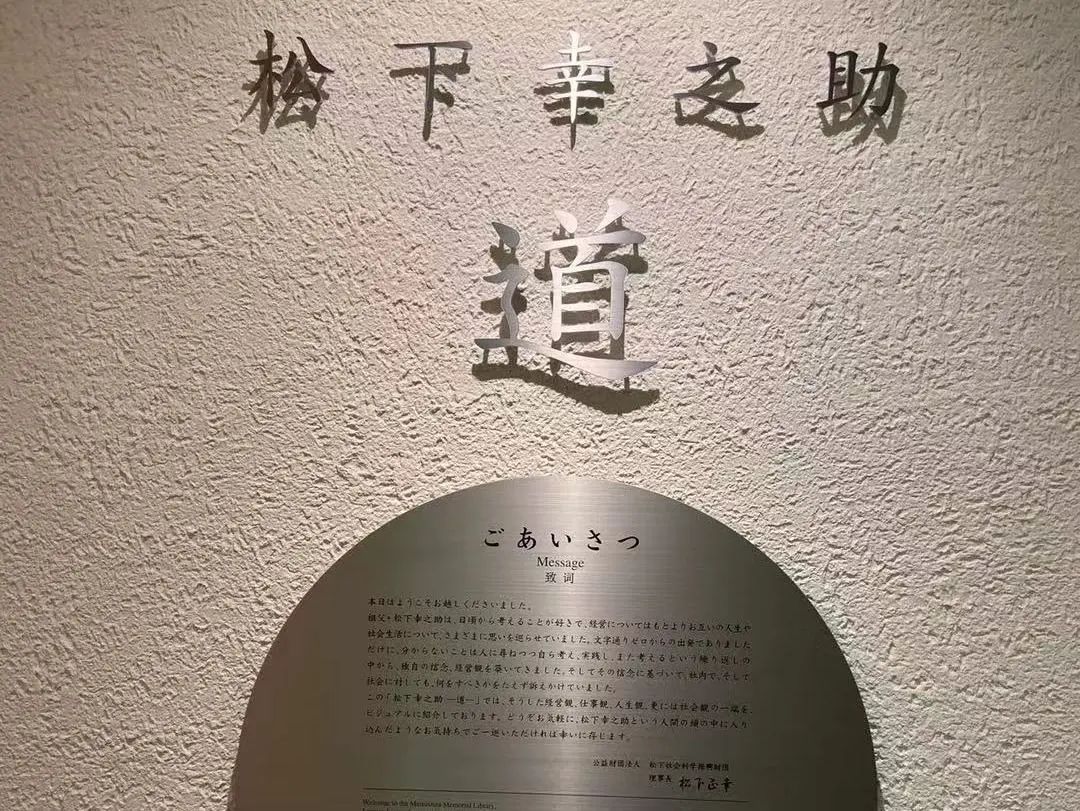 松下幸之助
道
ごあいさつ
Message
致 词
本日はようこそお越しくださいました。
祖父・松下幸之助は、日頃から考えることが好きで、経営についてはもとよりお互いの人生や
社会生活について、さまざまに思いを巡らせていました。文字通りゼロからの出発でありました
だけに、分からないことは人に尋ねつつ自ら考え、実践し、また考えるという繰り返しの
中から、独自の信念、経営観を築いてきました。そしてその信念に基づいて、社内で、そして
社会に対しても、何をすべきかをたえず訴えかけていました。
この「松下幸之助 ―道―」では、そうした経営観、仕事観、人生観、更には社会観の一端を、
ビジュアルに紹介しております。どうぞお気軽に、松下幸之助という人間の頭の中に入り
込んだようなお気持ちでご一巡いただければ幸いに存じます。
公益財団法人 松下社会科学振興財団
理事長 松下正幸
Welcome to the Matsushita Memorial Library.